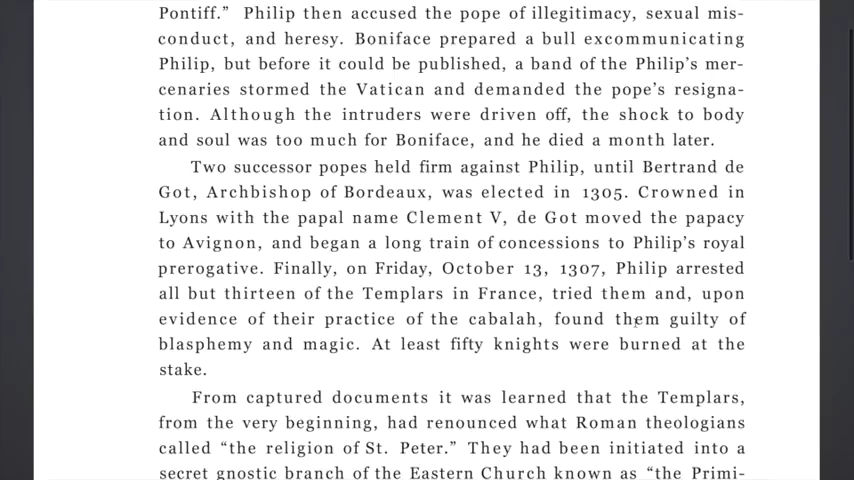 Pontiff.” Philip then accused the pope of illegitimacy, sexual mis-
conduct, and heresy. Boniface prepared a bull excommunicating
Philip, but before it could be published, a band of the Philip’s mer-
cenaries stormed the Vatican and demanded the pope’s resigna-
tion. Although the intruders were driven off, the shock to body
and soul was too much for Boniface, and he died a month later.
Two successor popes held firm against Philip, until Bertrand de
Got, Archbishop of Bordeaux, was elected in 1305. Crowned in
Lyons with the papal name Clement V, de Got moved the papacy
to Avignon, and began a long train of concessions to Philip’s royal
prerogative. Finally, on Friday, October 13, 1307, Philip arrested
all but thirteen of the Templars in France, tried them and, upon
evidence of their practice of the cabalah, found them guilty of
blasphemy and magic. At least fifty knights were burned at the
stake.
From captured documents it was learned that the Templars,
from the very beginning, had renounced what Roman theologians
called “the religion of St. Peter.” They had been initiated into a
secret gnostic branch of the Eastern Church known as “the Primi-